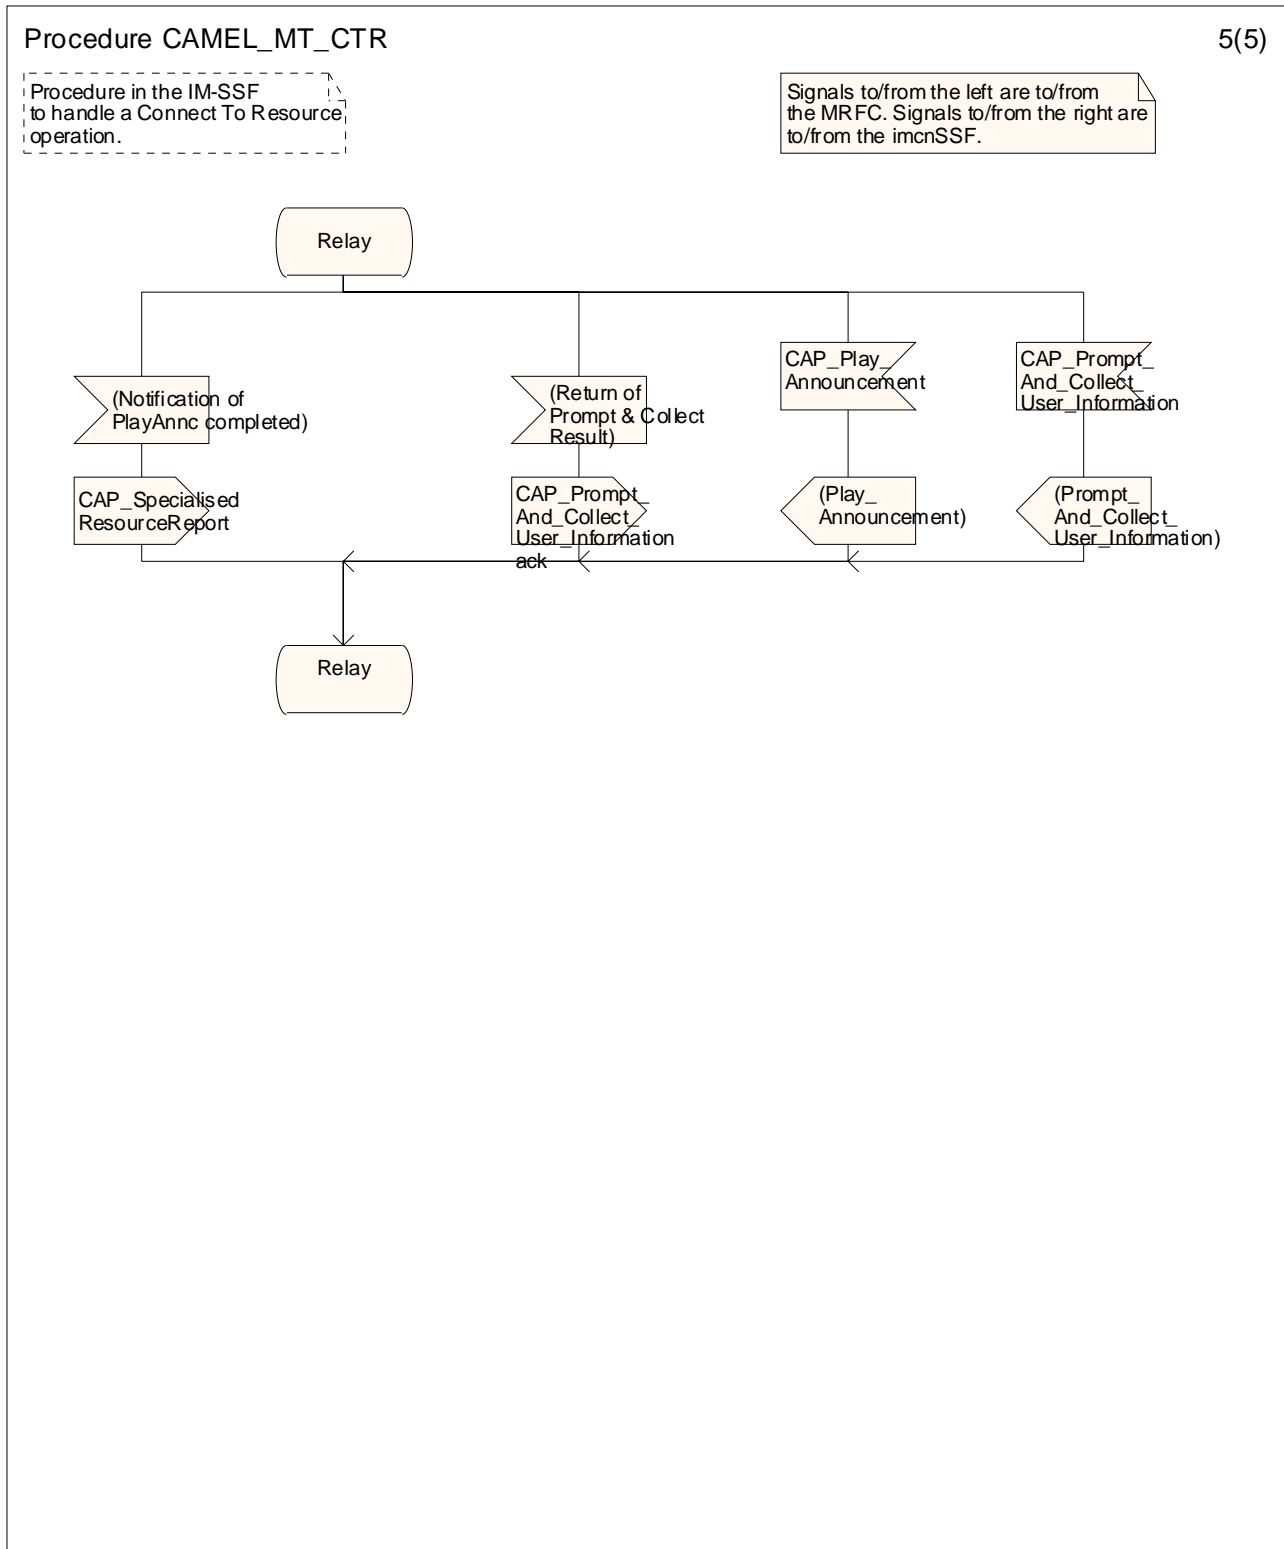 Procedure CAMEL_MT_CTR
5(5)
Procedure in the IM-SSF
to handle a Connect To Resource
operation.
Signals to/from the left are to/from
the MRFC. Signals to/from the right are
to/from the imcnSSF.
Relay
(Notification of
PlayAnnc completed)
(Return of
Prompt & Collect
Result)
CAP_Play_
Announcement
CAP_Prompt_
And_Collect_
User_Information
CAP_Specialised
ResourceReport
CAP_Prompt_
And_Collect_
User_Information
ack
(Play_
Announcement)
(Prompt_
And_Collect_
User_Information)
Relay